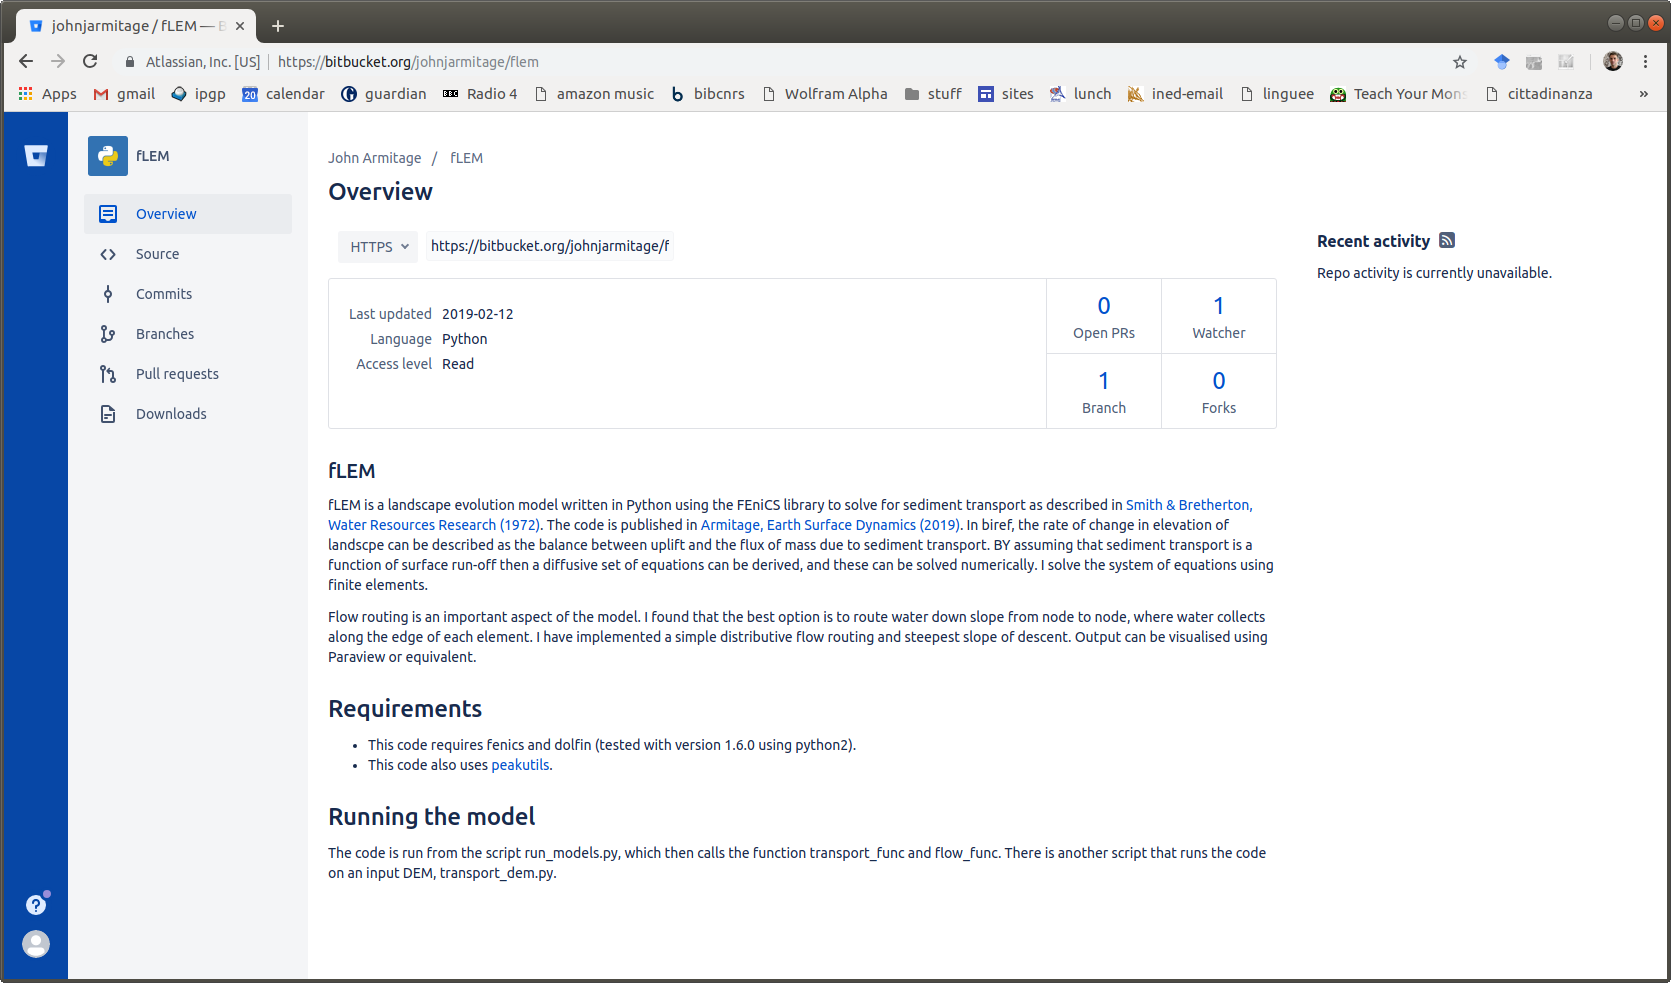 johnjarmitage / fLEM — B
Atlassian, Inc. [US] https://bitbucket.org/johnjarmitage/flem
Apps gmail ipgp calendar guardian BBC Radio 4 amazon music bibcnrs Wolfram Alpha stuff sites lunch ined-email linguee Teach Your Mons cittadinanza »
fLEM
Overview
Source
Commits
Branches
Pull requests
Downloads
John Armitage / fLEM
Overview
HTTPS https://bitbucket.org/johnjarmitage/f
Last updated 2019-02-12
Language Python
Access level Read
0 Open PRs
1 Watcher
1 Branch
0 Forks
Recent activity
Repo activity is currently unavailable.
fLEM
fLEM is a landscape evolution model written in Python using the FEniCS library to solve for sediment transport as described in Smith & Bretherton,
Water Resources Research (1972). The code is published in Armitage, Earth Surface Dynamics (2019). In biref, the rate of change in elevation of
landscpe can be described as the balance between uplift and the flux of mass due to sediment transport. BY assuming that sediment transport is a
function of surface run-off then a diffusive set of equations can be derived, and these can be solved numerically. I solve the system of equations using
finite elements.
Flow routing is an important aspect of the model. I found that the best option is to route water down slope from node to node, where water collects
along the edge of each element. I have implemented a simple distributive flow routing and steepest slope of descent. Output can be visualised using
Paraview or equivalent.
Requirements
• This code requires fenics and dolfin (tested with version 1.6.0 using python2).
• This code also uses peakutils.
Running the model
The code is run from the script run_models.py, which then calls the function transport_func and flow_func. There is another script that runs the code
on an input DEM, transport_dem.py.